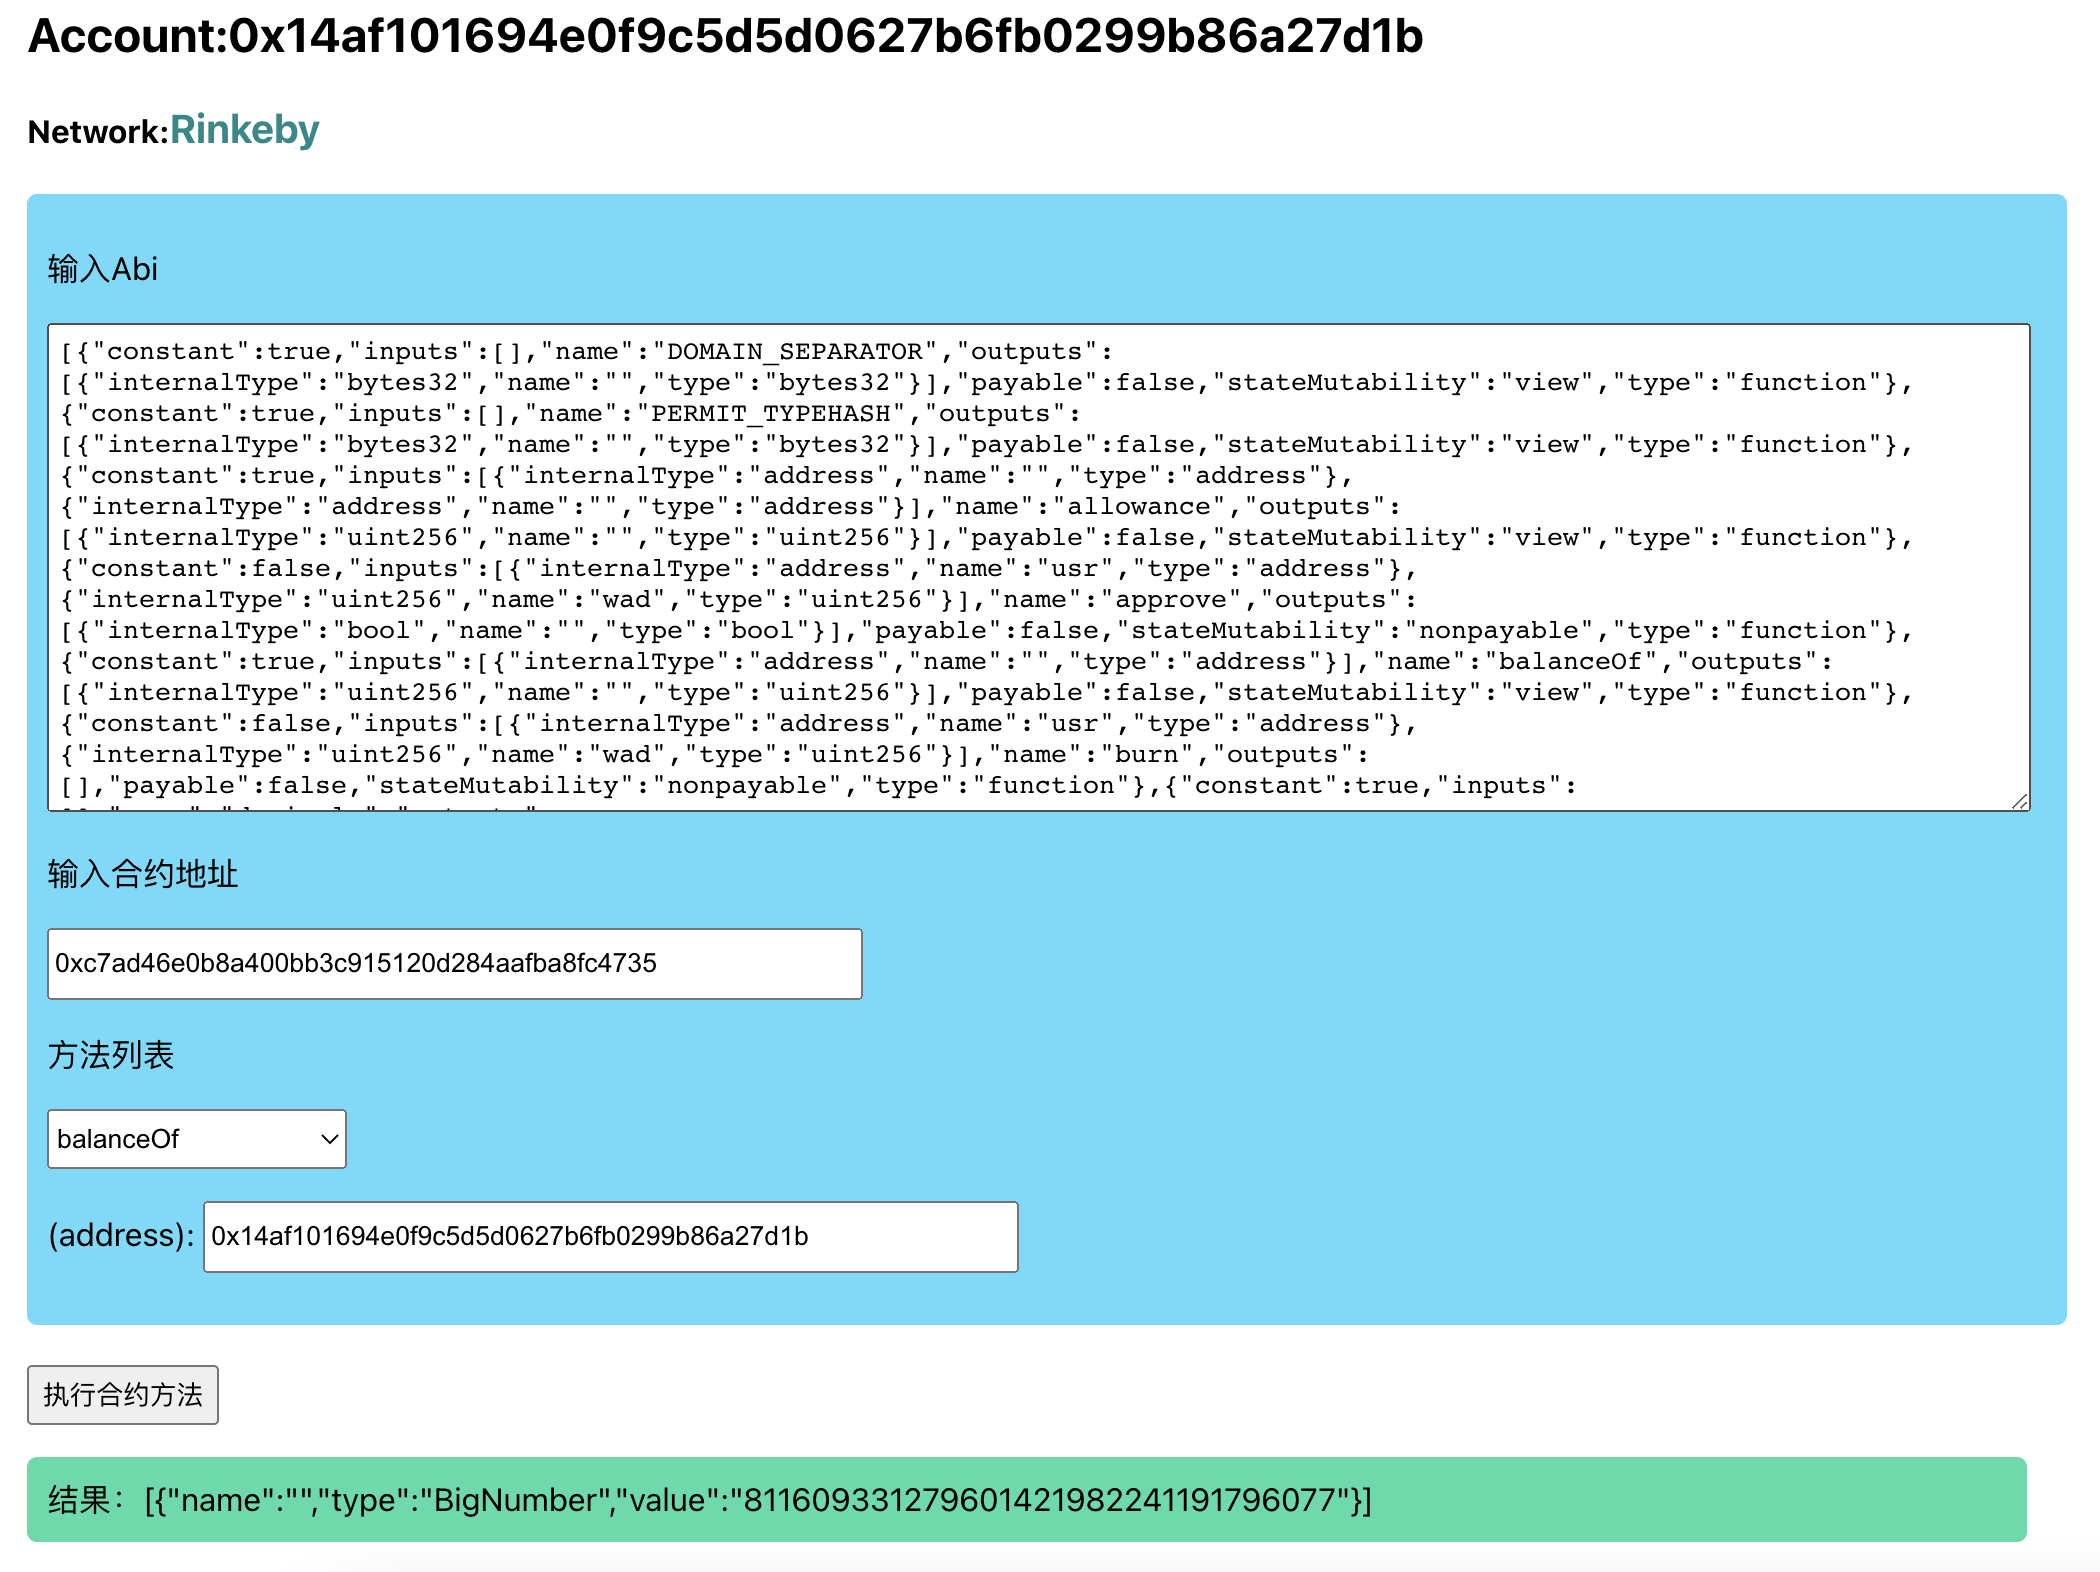 Account:0x14af101694e0f9c5d5d0627b6fb0299b86a27d1b
Network:Rinkeby
输入Abi
[{"constant":true,"inputs":[],"name":"DOMAIN_SEPARATOR","outputs":
[{"internalType":"bytes32","name":"","type":"bytes32"}],"payable":false,"stateMutability":"view","type":"function"},
{"constant":true,"inputs":[],"name":"PERMIT_TYPEHASH","outputs":
[{"internalType":"bytes32","name":"","type":"bytes32"}],"payable":false,"stateMutability":"view","type":"function"},
{"constant":true,"inputs":[{"internalType":"address","name":"","type":"address"},
{"internalType":"address","name":"","type":"address"}],"name":"allowance","outputs":
[{"internalType":"uint256","name":"","type":"uint256"}],"payable":false,"stateMutability":"view","type":"function"},
{"constant":false,"inputs":[{"internalType":"address","name":"usr","type":"address"},
{"internalType":"uint256","name":"wad","type":"uint256"}],"name":"approve","outputs":
[{"internalType":"bool","name":"","type":"bool"}],"payable":false,"stateMutability":"nonpayable","type":"function"},
{"constant":true,"inputs":[{"internalType":"address","name":"","type":"address"}],"name":"balanceOf","outputs":
[{"internalType":"uint256","name":"","type":"uint256"}],"payable":false,"stateMutability":"view","type":"function"},
{"constant":false,"inputs":[{"internalType":"address","name":"usr","type":"address"},
{"internalType":"uint256","name":"wad","type":"uint256"}],"name":"burn","outputs":
[],"payable":false,"stateMutability":"nonpayable","type":"function"},{"constant":true,"inputs":
输入合约地址
0xc7ad46e0b8a400bb3c915120d284aafba8fc4735
方法列表
balanceOf
(address): 0x14af101694e0f9c5d5d0627b6fb0299b86a27d1b
执行合约方法
结果：[{"name":"","type":"BigNumber","value":"8116093312796014219822411917​96077"}]